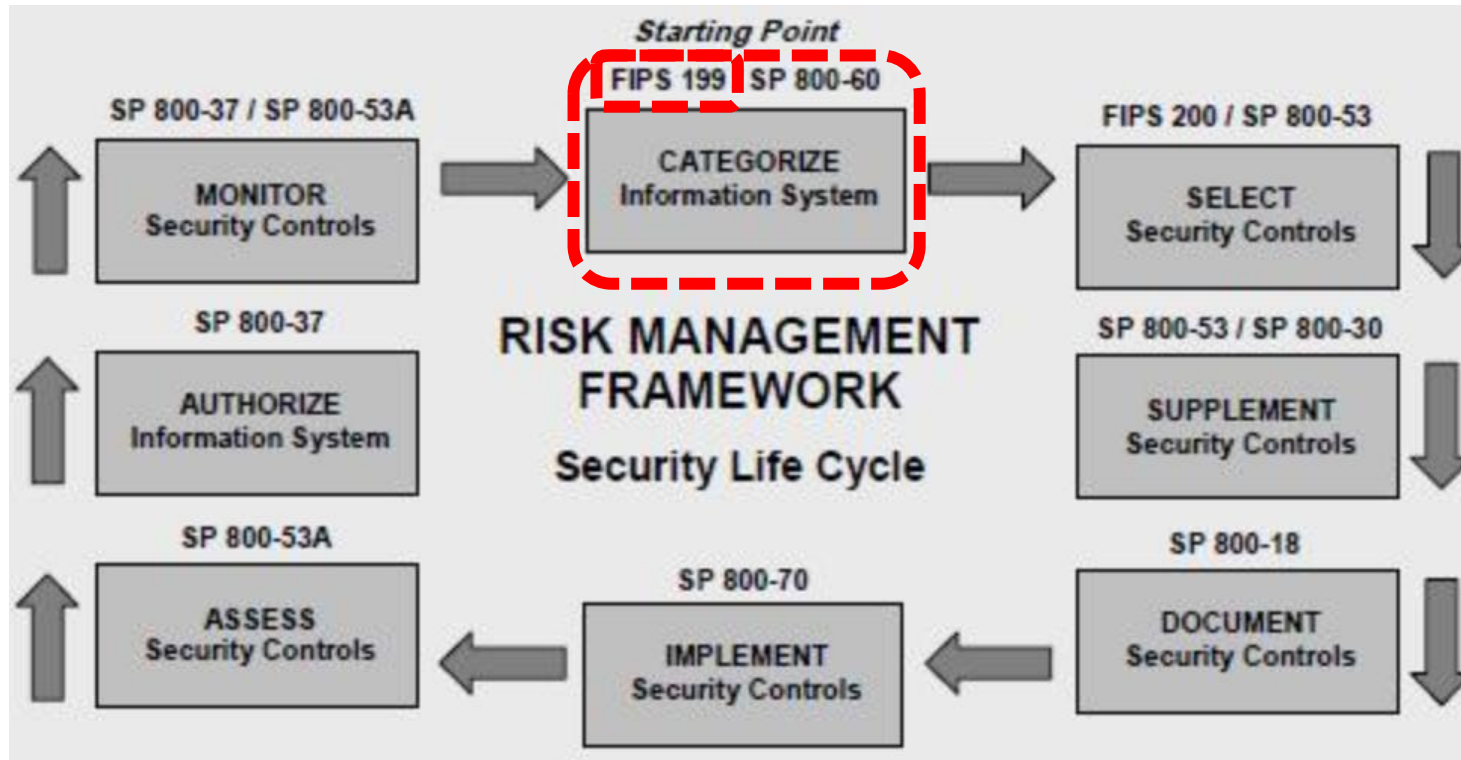 Starting Point
FIPS 199 SP 800-60
CATEGORIZE
Information System
FIPS 200 / SP 800-53
SELECT
Security Controls
SP 800-53 / SP 800-30
SUPPLEMENT
Security Controls
SP 800-18
DOCUMENT
Security Controls
SP 800-70
IMPLEMENT
Security Controls
SP 800-53A
ASSESS
Security Controls
SP 800-37
AUTHORIZE
Information System
SP 800-37 / SP 800-53A
MONITOR
Security Controls
RISK MANAGEMENT
FRAMEWORK
Security Life Cycle